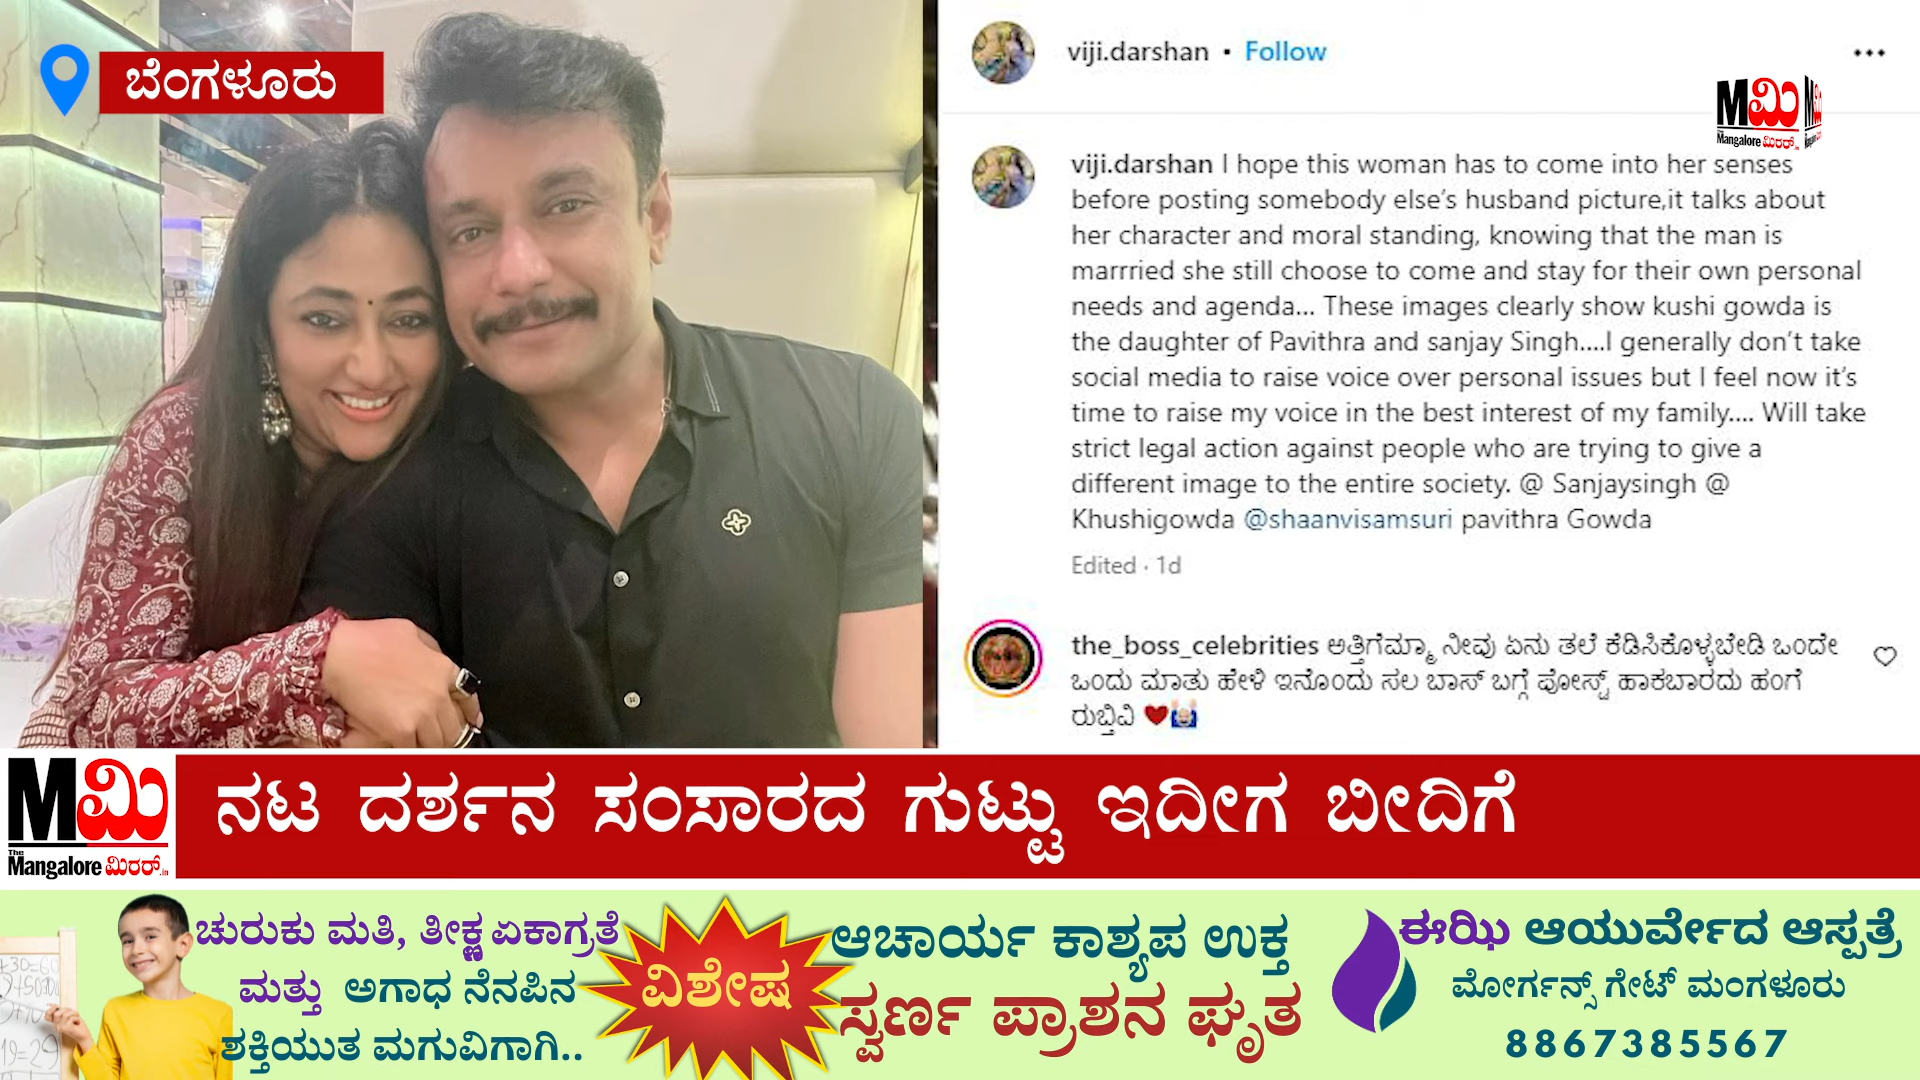 ಬೆಂಗಳೂರು
viji.darshan • Follow
Mಮಿ
The Mangalore ಮಿರರ್.in
viji.darshan I hope this woman has to come into her senses
before posting somebody else's husband picture,it talks about
her character and moral standing, knowing that the man is
marrried she still choose to come and stay for their own personal
needs and agenda... These images clearly show kushi gowda is
the daughter of Pavithra and sanjay Singh....I generally don't take
social media to raise voice over personal issues but I feel now it's
time to raise my voice in the best interest of my family.... Will take
strict legal action against people who are trying to give a
different image to the entire society. @ Sanjaysingh @
Khushigowda @shaanvisamsuri pavithra Gowda
Edited · 1d
the_boss_celebrities ಅತ್ತಿಗೆಮ್ಮಾ ನೀವು ಏನು ತಲೆ ಕೆಡಿಸಿಕೊಳ್ಳಬೇಡಿ ಒಂದೇ
ಒಂದು ಮಾತು ಹೇಳಿ ಇನೊಂದು ಸಲ ಬಾಸ್ ಬಗ್ಗೆ ಪೋಸ್ಟ್ ಹಾಕಬಾರದು ಹಂಗೆ
ರುಬ್ತಿವಿ ❤️🙌
Mಮಿ
The Mangalore ಮಿರರ್.in
ನಟ ದರ್ಶನ ಸಂಸಾರದ ಗುಟ್ಟು ಇದೀಗ ಬೀದಿಗೆ
ಚುರುಕು ಮತಿ, ತೀಕ್ಷ್ಣ ಏಕಾಗ್ರತೆ
ಮತ್ತು ಅಗಾಧ ನೆನಪಿನ
ಶಕ್ತಿಯುತ ಮಗುವಿಗಾಗಿ..
ವಿಶೇಷ
ಆಚಾರ್ಯ ಕಾಶ್ಯಪ ಉಕ್ತ
ಸ್ವರ್ಣ ಪ್ರಾಶನ ಘೃತ
ಈಝಿ ಆಯುರ್ವೇದ ಆಸ್ಪತ್ರೆ
ಮೋರ್ಗನ್ಸ್ ಗೇಟ್ ಮಂಗಳೂರು
8867385567